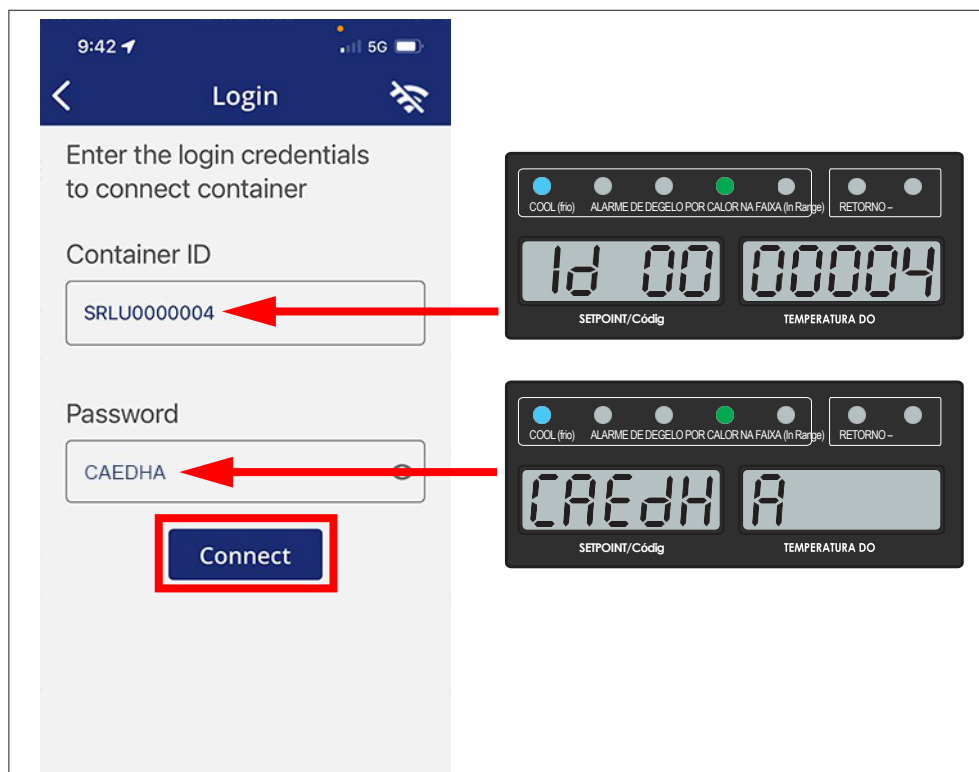 9:42
5G
Login
Enter the login credentials
to connect container
Container ID
SRLU0000004
Password
CAEDHA
Connect
COOL (frio) ALARME DE DEGELO POR CALOR NA FAIXA (In Range) RETORNO –
Id 00 00004
SETPOINT/Códig TEMPERATURA DO
COOL (frio) ALARME DE DEGELO POR CALOR NA FAIXA (In Range) RETORNO –
CAEdH A
SETPOINT/Códig TEMPERATURA DO